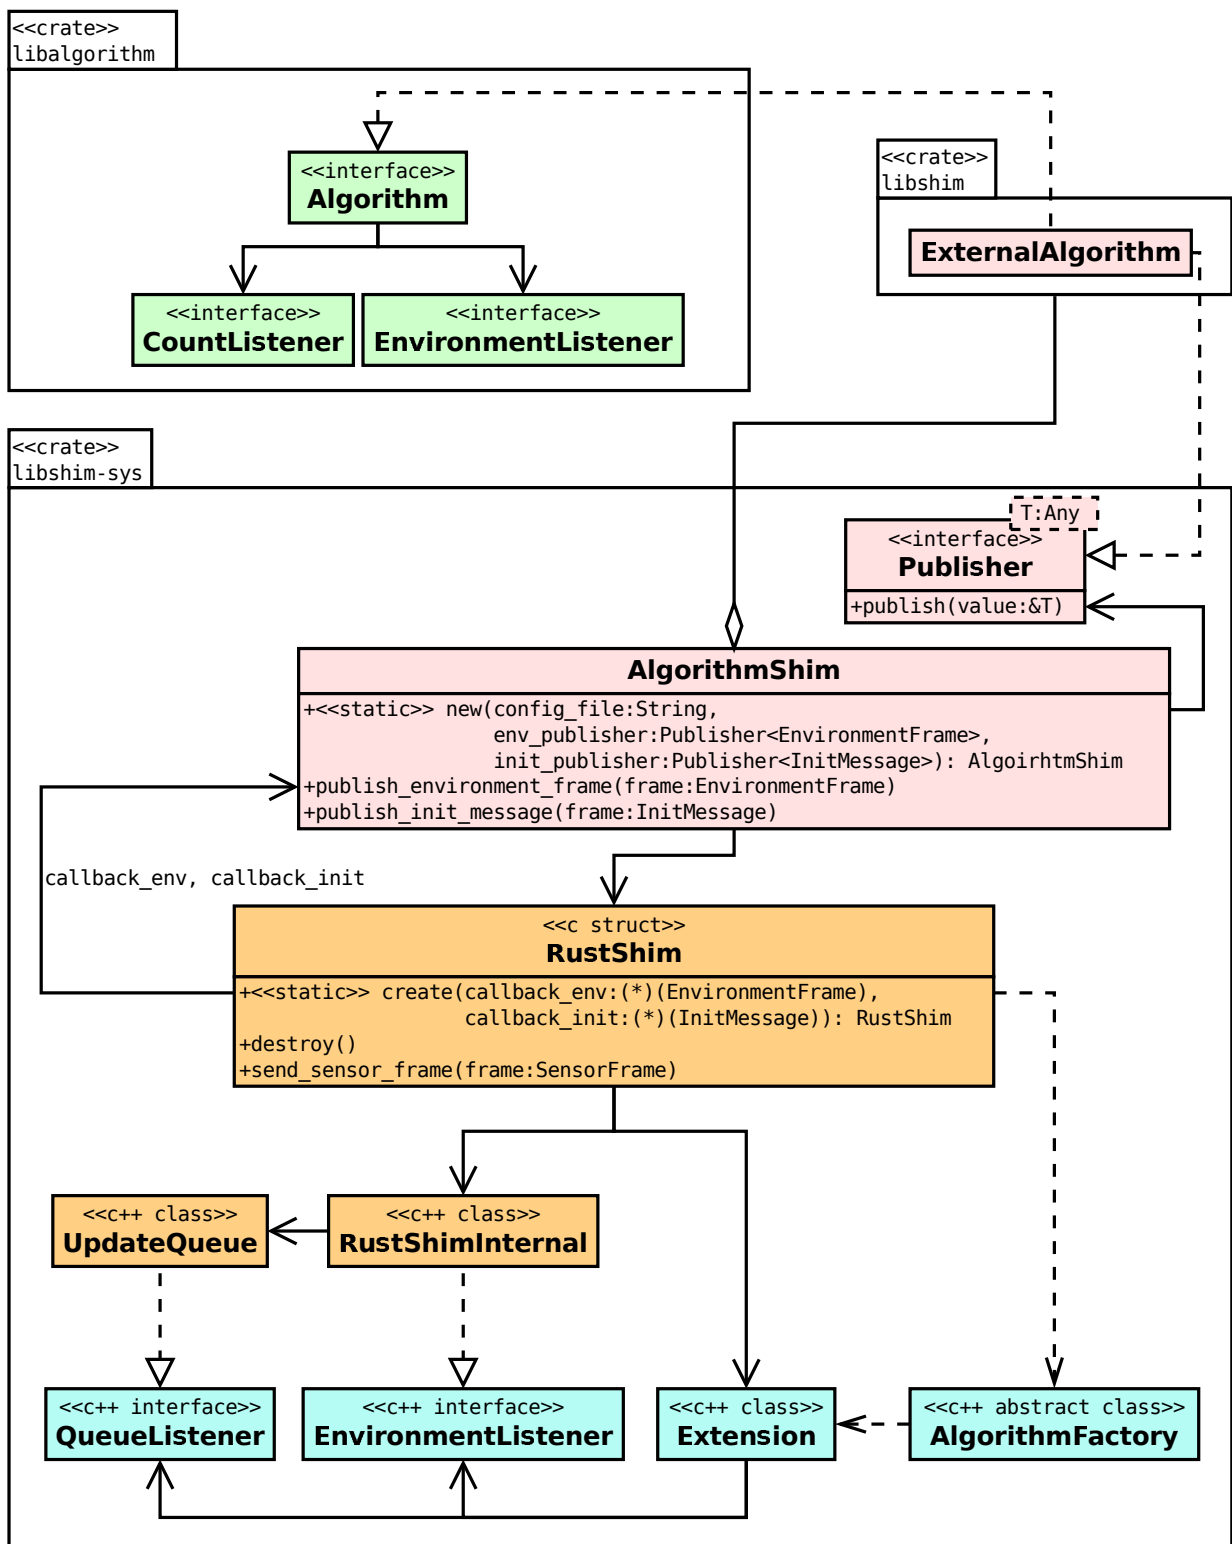 <<crate>>
libalgorithm
<<interface>>
Algorithm
<<interface>>
CountListener
<<interface>>
EnvironmentListener
<<crate>>
libshim
ExternalAlgorithm
<<crate>>
libshim-sys
T:Any
<<interface>>
Publisher
+publish(value:&T)
AlgorithmShim
+<<static>> new(config_file:String,
env_publisher:Publisher<EnvironmentFrame>,
init_publisher:Publisher<InitMessage>): AlgoirhtmShim
+publish_environment_frame(frame:EnvironmentFrame)
+publish_init_message(frame:InitMessage)
callback_env, callback_init
<<c struct>>
RustShim
+<<static>> create(callback_env:(*)(EnvironmentFrame),
callback_init:(*)(InitMessage)): RustShim
+destroy()
+send_sensor_frame(frame:SensorFrame)
<<c++ class>>
UpdateQueue
<<c++ class>>
RustShimInternal
<<c++ interface>>
QueueListener
<<c++ interface>>
EnvironmentListener
<<c++ class>>
Extension
<<c++ abstract class>>
AlgorithmFactory